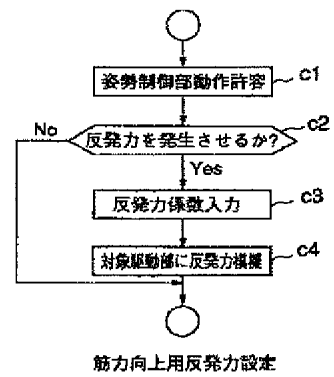 姿勢制御部動作許容
c1
c2
No
反発力を発生させるか?
Yes
反発力係数入力
c3
対象駆動部に反発力模擬
c4
筋力向上用反発力設定